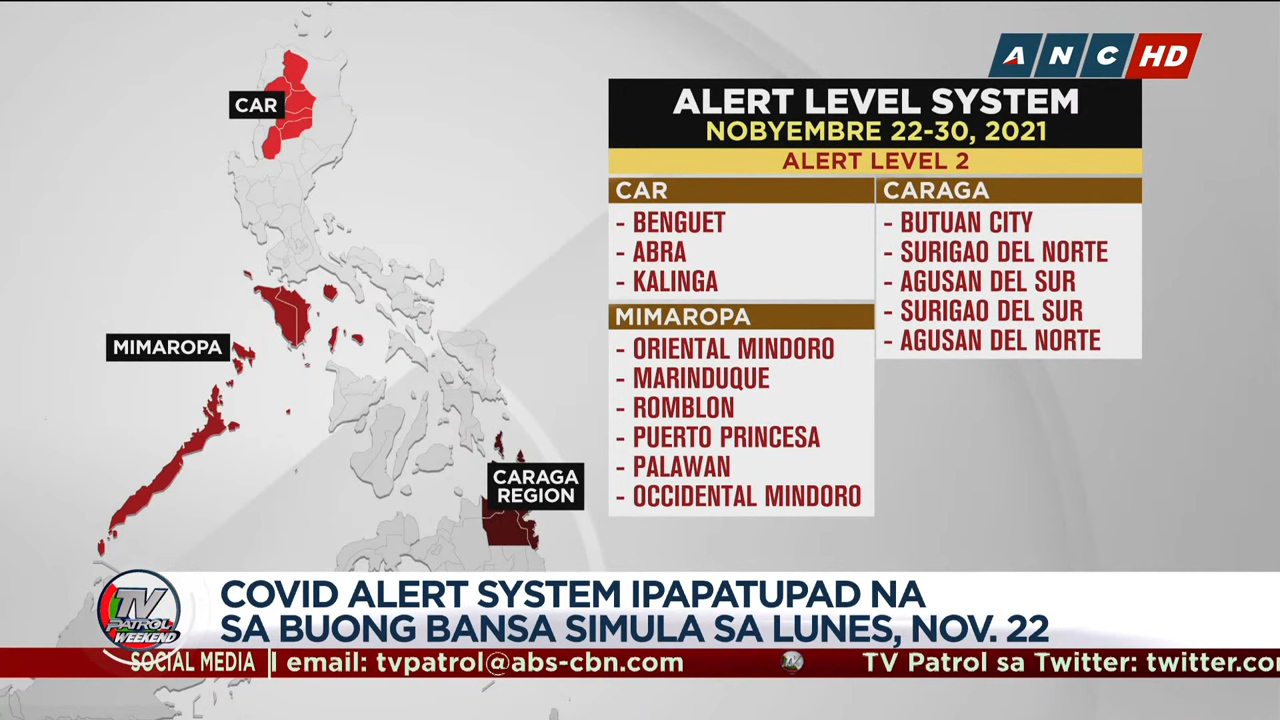 ANC HD
CAR
MIMAROPA
CARAGA
REGION
ALERT LEVEL SYSTEM
NOBYEMBRE 22-30, 2021
ALERT LEVEL 2
CAR
- BENGUET
- ABRA
- KALINGA
MIMAROPA
- ORIENTAL MINDORO
- MARINDUQUE
- ROMBLON
- PUERTO PRINCESA
- PALAWAN
- OCCIDENTAL MINDORO
CARAGA
- BUTUAN CITY
- SURIGAO DEL NORTE
- AGUSAN DEL SUR
- SURIGAO DEL SUR
- AGUSAN DEL NORTE
TV
PATROL
WEEKEND
COVID ALERT SYSTEM IPAPATUPAD NA
SA BUONG BANSA SIMULA SA LUNES, NOV. 22
SOCIAL MEDIA email: tvpatrol@abs-cbn.com TV Patrol sa Twitter: twitter.co